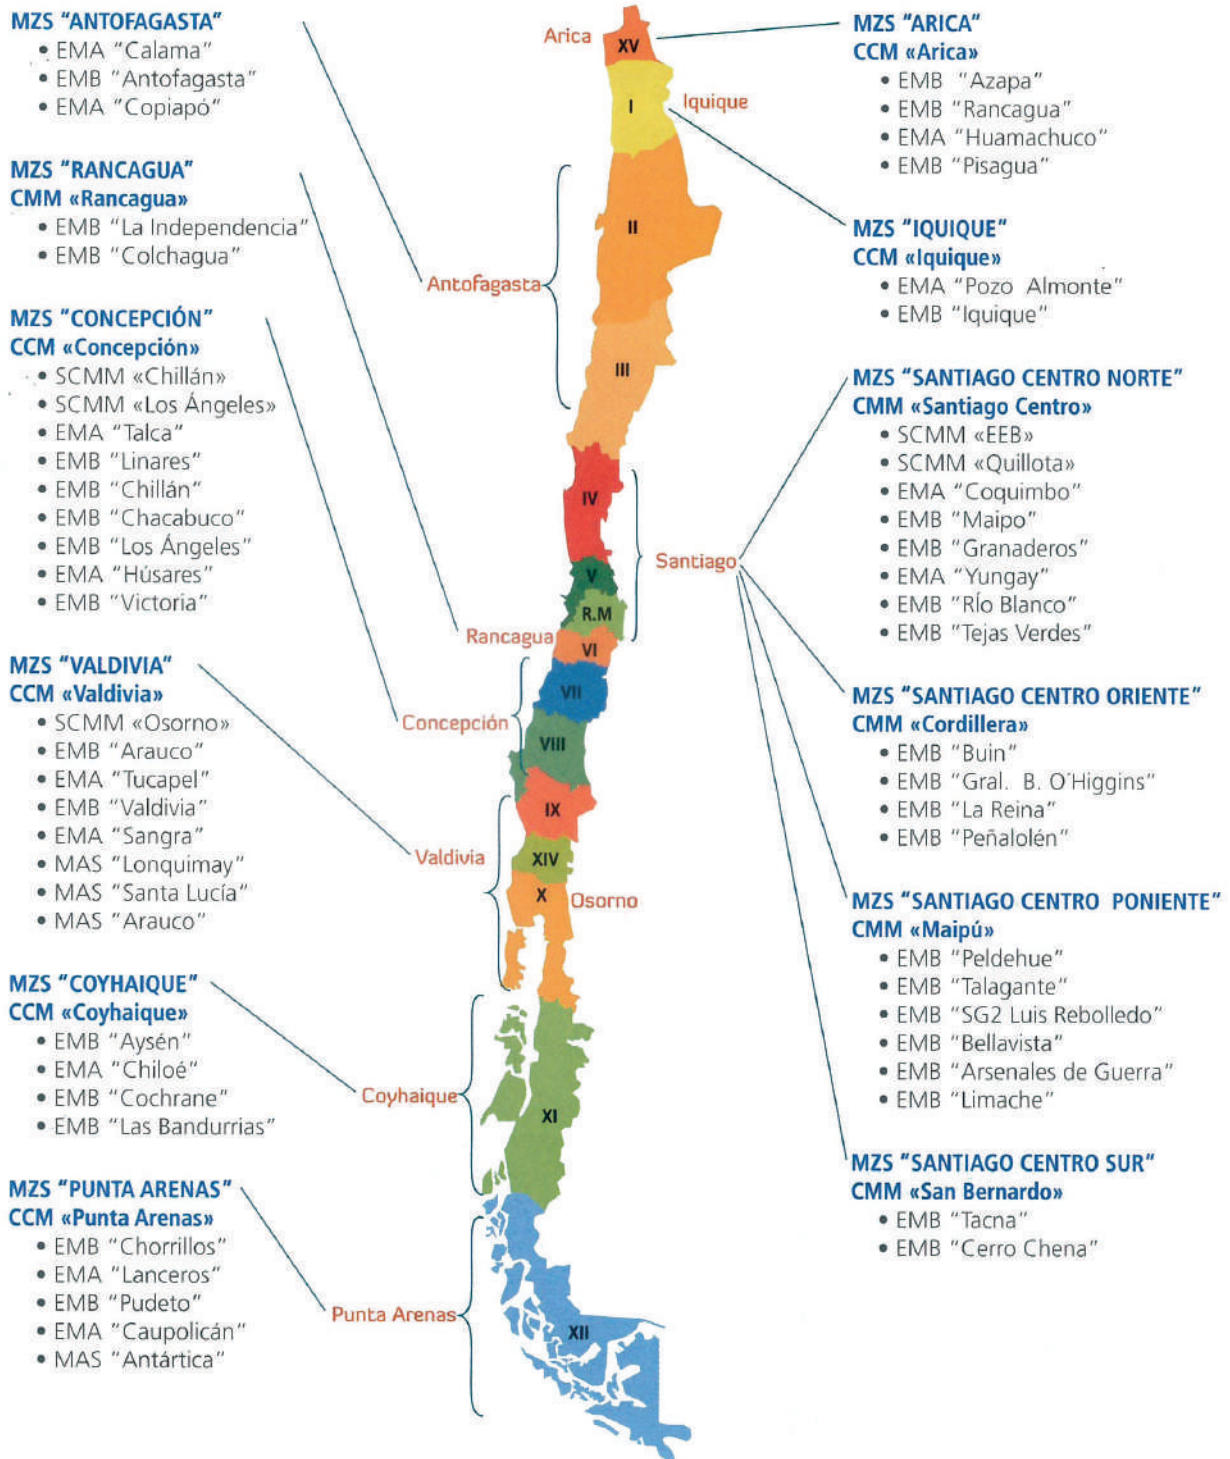 MZS "ANTOFAGASTA"
• EMA "Calama"
• EMB "Antofagasta"
• EMA "Copiapó"
MZS "RANCAGUA"
CMM «Rancagua»
• EMB "La Independencia"
• EMB "Colchagua"
MZS "CONCEPCIÓN"
CCM «Concepción»
• SCMM «Chillán»
• SCMM «Los Ángeles»
• EMA "Talca"
• EMB "Linares"
• EMB "Chillán"
• EMB "Chacabuco"
• EMB "Los Ángeles"
• EMA "Húsares"
• EMB "Victoria"
MZS "VALDIVIA"
CCM «Valdivia»
• SCMM «Osorno»
• EMB "Arauco"
• EMA "Tucapel"
• EMB "Valdivia"
• EMA "Sangra"
• MAS "Lonquimay"
• MAS "Santa Lucía"
• MAS "Arauco"
MZS "COYHAIQUE"
CCM «Coyhaique»
• EMB "Aysén"
• EMA "Chiloé"
• EMB "Cochrane"
• EMB "Las Bandurrias"
MZS "PUNTA ARENAS"
CCM «Punta Arenas»
• EMB "Chorrillos"
• EMA "Lanceros"
• EMB "Pudeto"
• EMA "Caupolicán"
• MAS "Antártica"
Arica
XV
I
Iquique
II
Antofagasta
III
IV
Santiago
V
R.M
Rancagua
VI
VII
Concepción
VIII
IX
Valdivia
XIV
X
Osorno
Coyhaique
XI
Punta Arenas
XII
MZS "ARICA"
CCM «Arica»
• EMB "Azapa"
• EMB "Rancagua"
• EMA "Huamachuco"
• EMB "Pisagua"
MZS "IQUIQUE"
CCM «Iquique»
• EMA "Pozo Almonte"
• EMB "Iquique"
MZS "SANTIAGO CENTRO NORTE"
CMM «Santiago Centro»
• SCMM «EEB»
• SCMM «Quillota»
• EMA "Coquimbo"
• EMB "Maipo"
• EMB "Granaderos"
• EMA "Yungay"
• EMB "RÍo Blanco"
• EMB "Tejas Verdes"
MZS "SANTIAGO CENTRO ORIENTE"
CMM «Cordillera»
• EMB "Buin"
• EMB "Gral. B. O´Higgins"
• EMB "La Reina"
• EMB "Peñalolén"
MZS "SANTIAGO CENTRO PONIENTE"
CMM «Maipú»
• EMB "Peldehue"
• EMB "Talagante"
• EMB "SG2 Luis Rebolledo"
• EMB "Bellavista"
• EMB "Arsenales de Guerra"
• EMB "Limache"
MZS "SANTIAGO CENTRO SUR"
CMM «San Bernardo»
• EMB "Tacna"
• EMB "Cerro Chena"